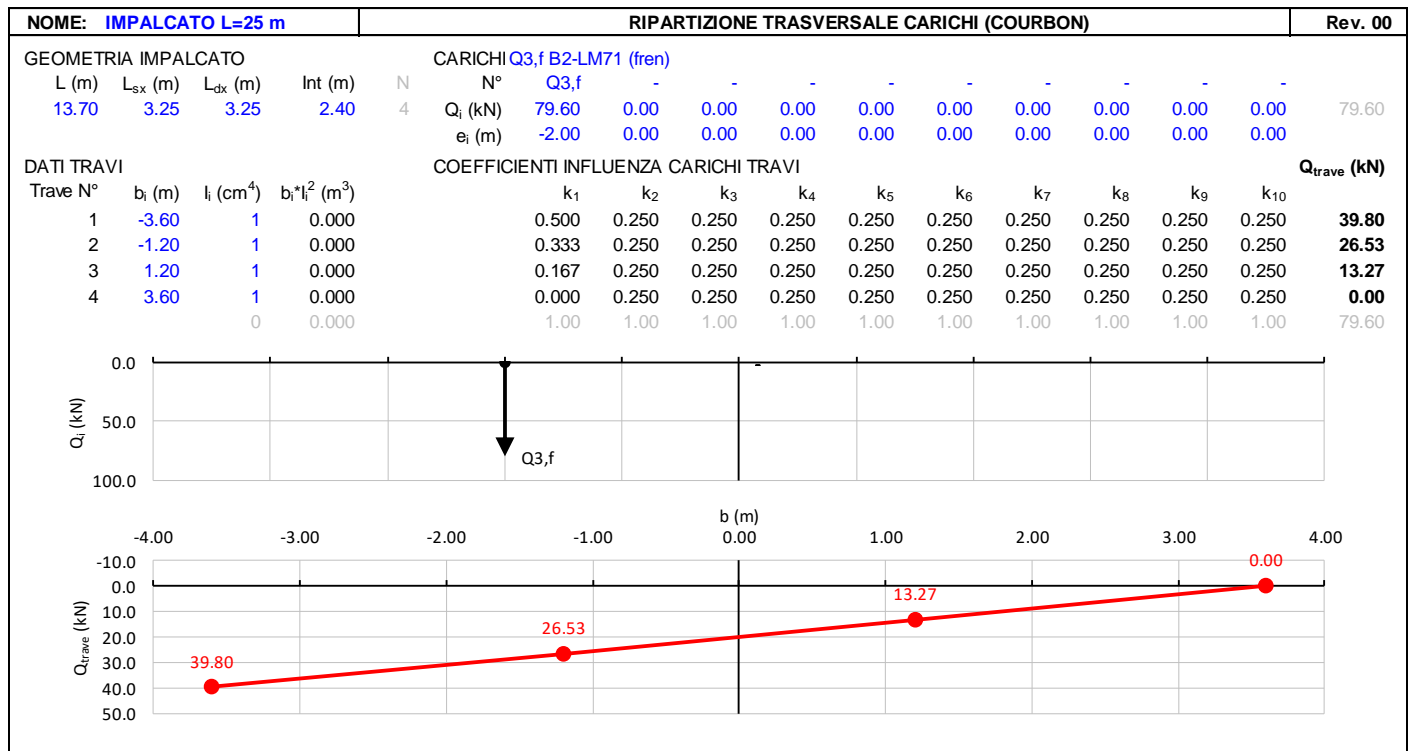 NOME: IMPALCATO L=25 m RIPARTIZIONE TRASVERSALE CARICHI (COURBON) Rev. 00
GEOMETRIA IMPALCATO CARICHI Q3,f B2-LM71 (fren)
L (m) Lsx (m) Ldx (m) Int (m) N N° Q3,f - - - - - - - - -
13.70 3.25 3.25 2.40 4 Qi (kN) 79.60 0.00 0.00 0.00 0.00 0.00 0.00 0.00 0.00 0.00 79.60
ei (m) -2.00 0.00 0.00 0.00 0.00 0.00 0.00 0.00 0.00 0.00
DATI TRAVI COEFFICIENTI INFLUENZA CARICHI TRAVI Qtrave (kN)
Trave N° bi (m) Ii (cm4) bi*Ii2 (m3) k1 k2 k3 k4 k5 k6 k7 k8 k9 k10
1 -3.60 1 0.000 0.500 0.250 0.250 0.250 0.250 0.250 0.250 0.250 0.250 0.250 39.80
2 -1.20 1 0.000 0.333 0.250 0.250 0.250 0.250 0.250 0.250 0.250 0.250 0.250 26.53
3 1.20 1 0.000 0.167 0.250 0.250 0.250 0.250 0.250 0.250 0.250 0.250 0.250 13.27
4 3.60 1 0.000 0.000 0.250 0.250 0.250 0.250 0.250 0.250 0.250 0.250 0.250 0.00
0 0.000 1.00 1.00 1.00 1.00 1.00 1.00 1.00 1.00 1.00 1.00 79.60
0.0
-
50.0
100.0
Qi (kN)
Q3,f
b (m)
-4.00 -3.00 -2.00 -1.00 0.00 1.00 2.00 3.00 4.00
-10.0
0.0
10.0
20.0
30.0
40.0
50.0
Qtrave (kN)
39.80
26.53
13.27
0.00